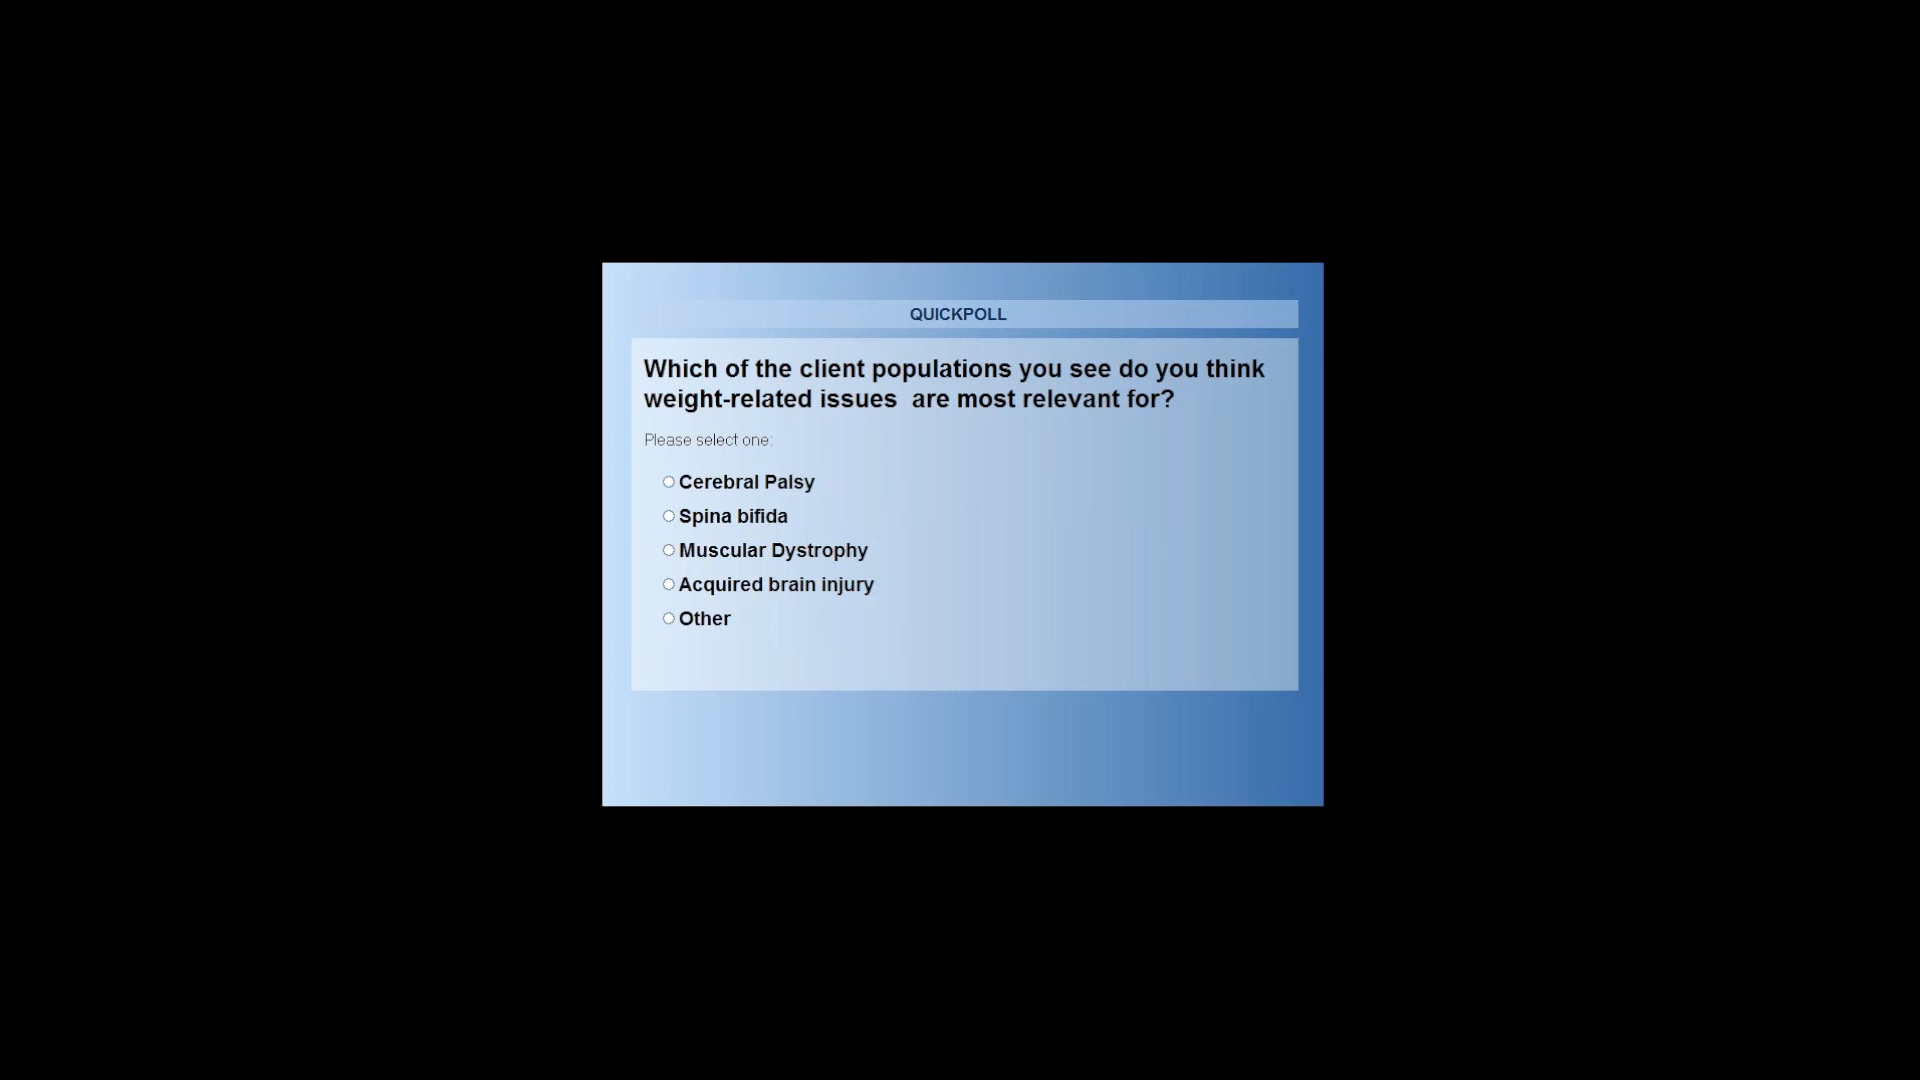 QUICKPOLL
Which of the client populations you see do you think
weight-related issues  are most relevant for?
Please select one:
Cerebral Palsy
Spina bifida
Muscular Dystrophy
Acquired brain injury
Other